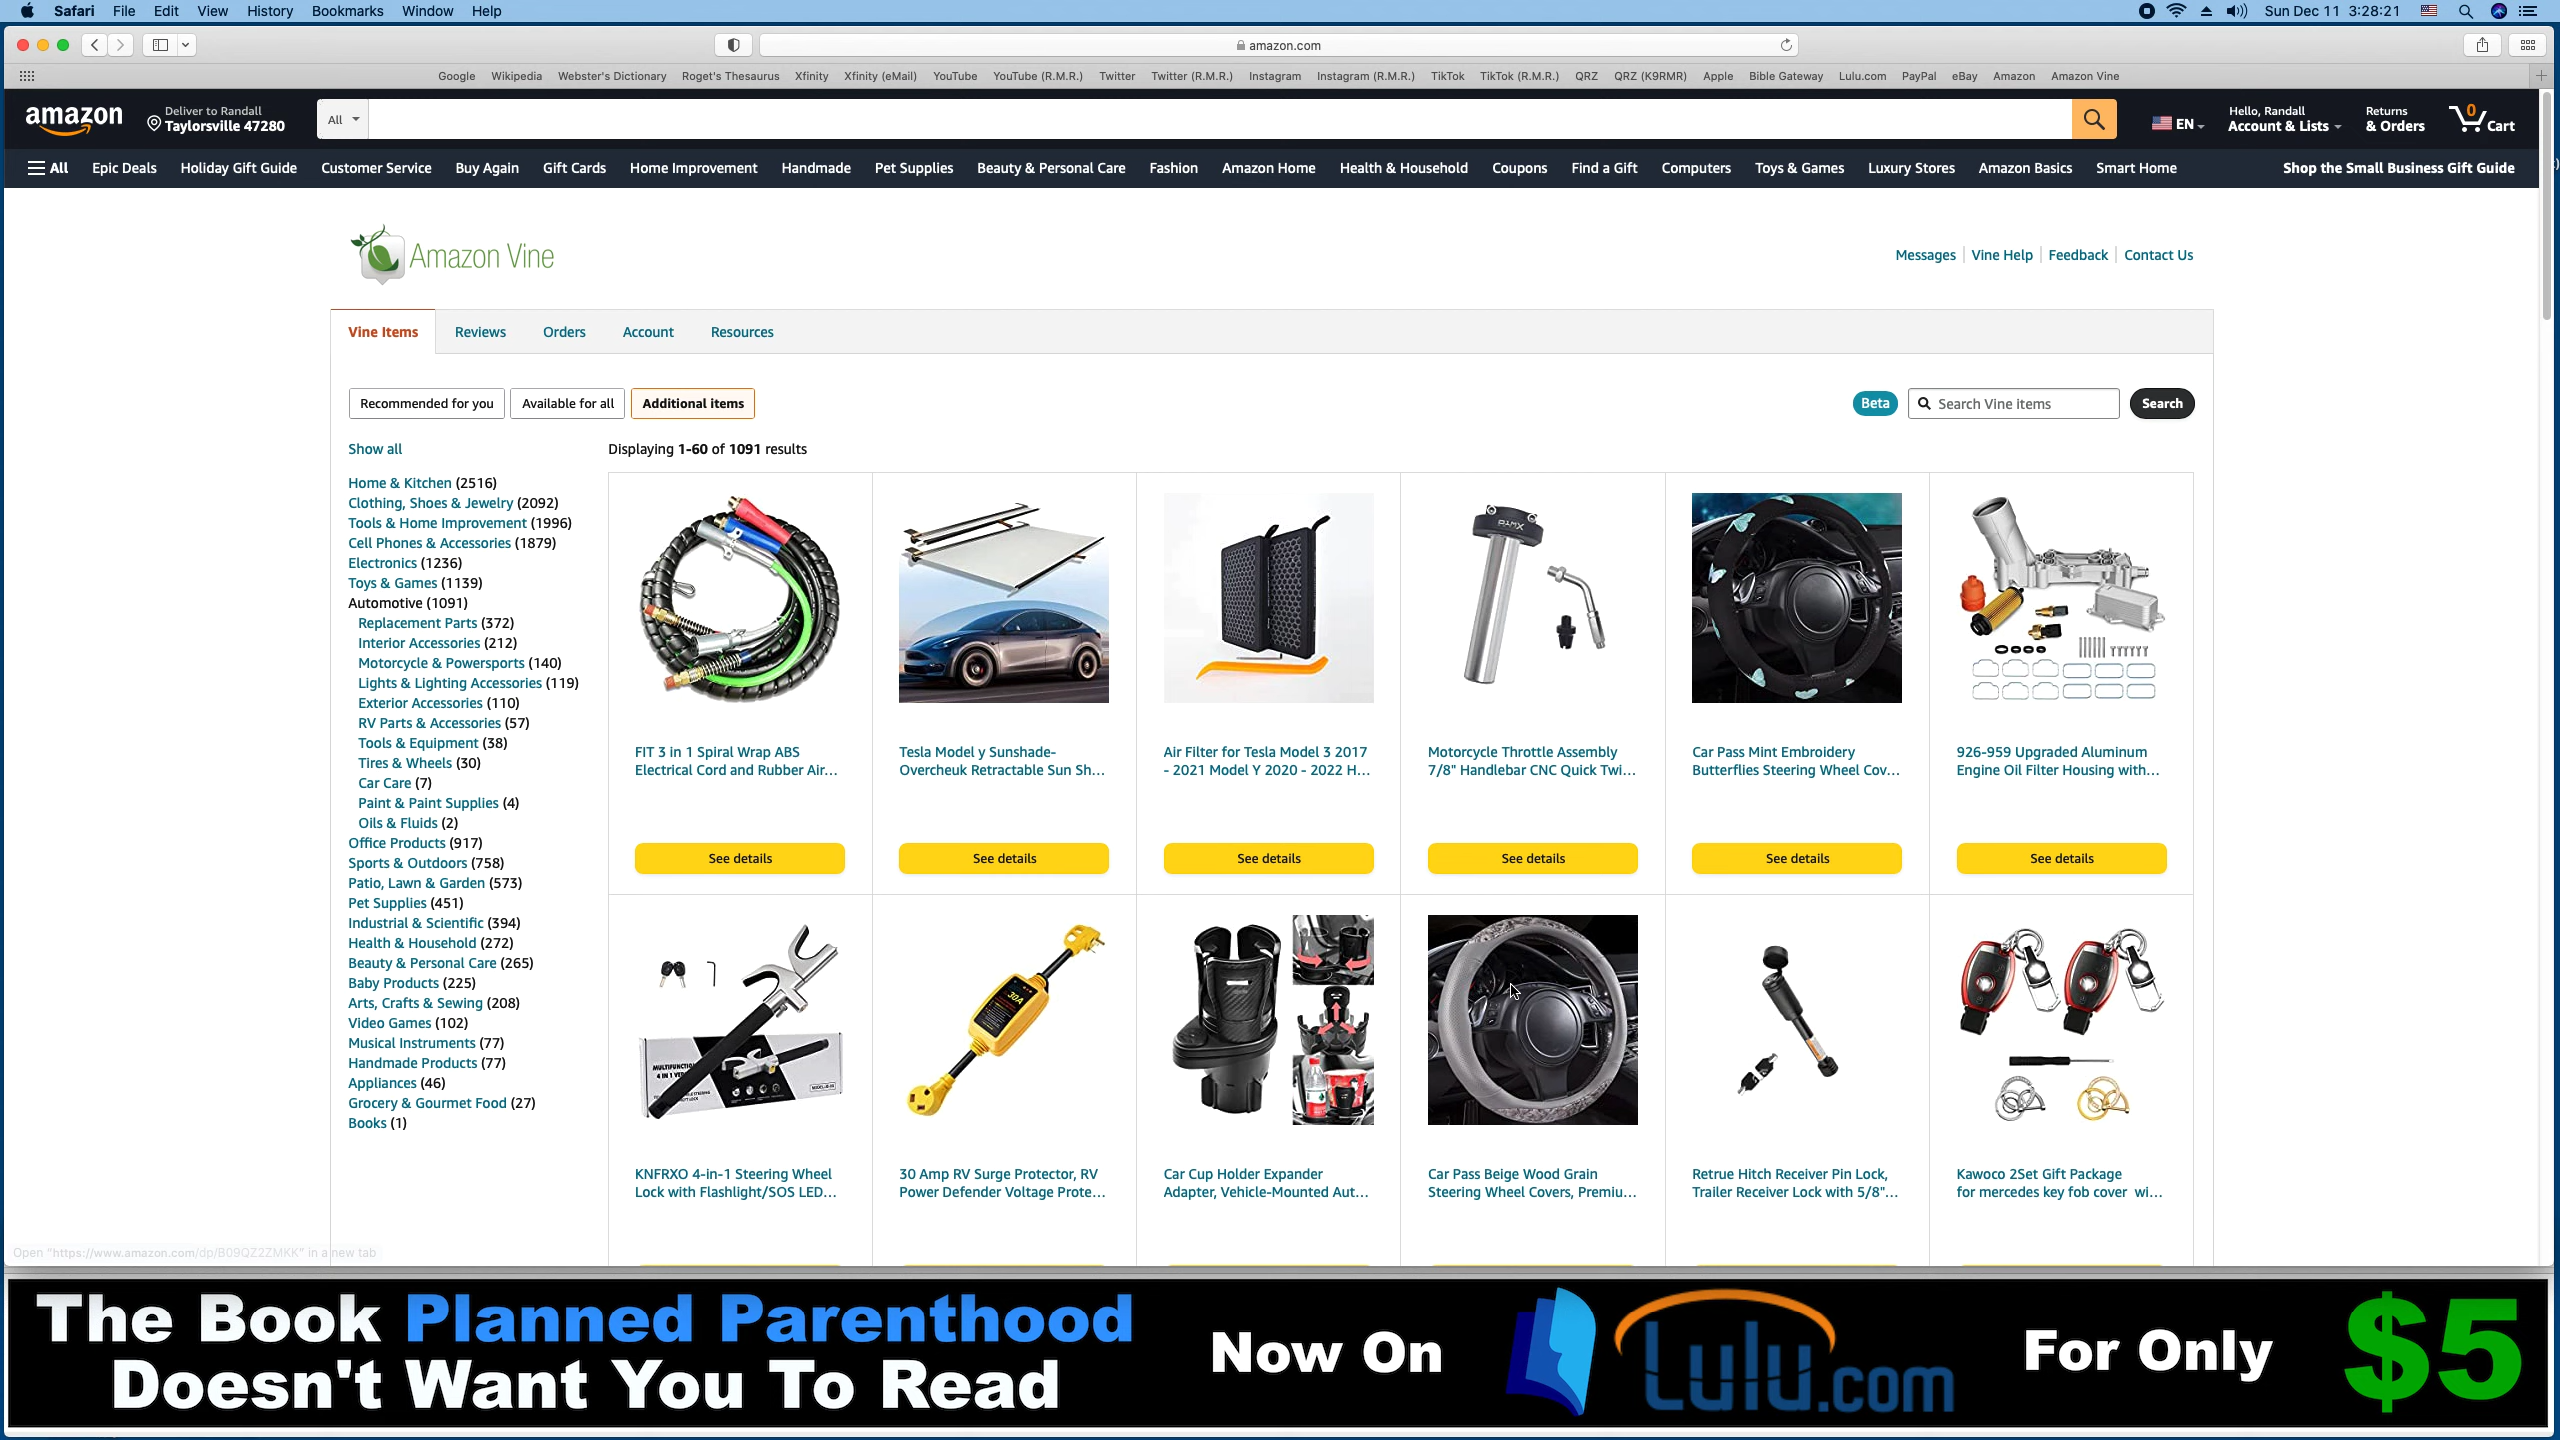 Safari File Edit View History Bookmarks Window Help
Sun Dec 11 3:28:21
amazon.com
Google Wikipedia Webster's Dictionary Roget's Thesaurus Xfinity Xfinity (eMail) YouTube YouTube (R.M.R.) Twitter Twitter (R.M.R.) Instagram Instagram (R.M.R.) TikTok TikTok (R.M.R.) QRZ QRZ (K9RMR) Apple Bible Gateway Lulu.com PayPal eBay Amazon Amazon Vine
amazon
Deliver to Randall
Taylorsville 47280
All
EN
Hello, Randall
Account & Lists
Returns
& Orders
0
Cart
All Epic Deals Holiday Gift Guide Customer Service Buy Again Gift Cards Home Improvement Handmade Pet Supplies Beauty & Personal Care Fashion Amazon Home Health & Household Coupons Find a Gift Computers Toys & Games Luxury Stores Amazon Basics Smart Home Shop the Small Business Gift Guide
Amazon Vine
Messages Vine Help Feedback Contact Us
Vine Items Reviews Orders Account Resources
Recommended for you Available for all Additional items
Beta Search Vine items Search
Show all
Displaying 1-60 of 1091 results
Home & Kitchen (2516)
Clothing, Shoes & Jewelry (2092)
Tools & Home Improvement (1996)
Cell Phones & Accessories (1879)
Electronics (1236)
Toys & Games (1139)
Automotive (1091)
Replacement Parts (372)
Interior Accessories (212)
Motorcycle & Powersports (140)
Lights & Lighting Accessories (119)
Exterior Accessories (110)
RV Parts & Accessories (57)
Tools & Equipment (38)
Tires & Wheels (30)
Car Care (7)
Paint & Paint Supplies (4)
Oils & Fluids (2)
Office Products (917)
Sports & Outdoors (758)
Patio, Lawn & Garden (573)
Pet Supplies (451)
Industrial & Scientific (394)
Health & Household (272)
Beauty & Personal Care (265)
Baby Products (225)
Arts, Crafts & Sewing (208)
Video Games (102)
Musical Instruments (77)
Handmade Products (77)
Appliances (46)
Grocery & Gourmet Food (27)
Books (1)
FIT 3 in 1 Spiral Wrap ABS
Electrical Cord and Rubber Air...
See details
Tesla Model y Sunshade-
Overcheuk Retractable Sun Sh...
See details
Air Filter for Tesla Model 3 2017
- 2021 Model Y 2020 - 2022 H...
See details
Motorcycle Throttle Assembly
7/8" Handlebar CNC Quick Twi...
See details
Car Pass Mint Embroidery
Butterflies Steering Wheel Cov...
See details
926-959 Upgraded Aluminum
Engine Oil Filter Housing with...
See details
KNFRXO 4-in-1 Steering Wheel
Lock with Flashlight/SOS LED...
30A
30 Amp RV Surge Protector, RV
Power Defender Voltage Prote...
Car Cup Holder Expander
Adapter, Vehicle-Mounted Aut...
Car Pass Beige Wood Grain
Steering Wheel Covers, Premiu...
Retrue Hitch Receiver Pin Lock,
Trailer Receiver Lock with 5/8"...
Kawoco 2Set Gift Package
for mercedes key fob cover wi...
Open "https://www.amazon.com/dp/B09QZ2ZMKK" in a new tab
The Book Planned Parenthood
Doesn't Want You To Read
Now On
Lulu.com
For Only
$5